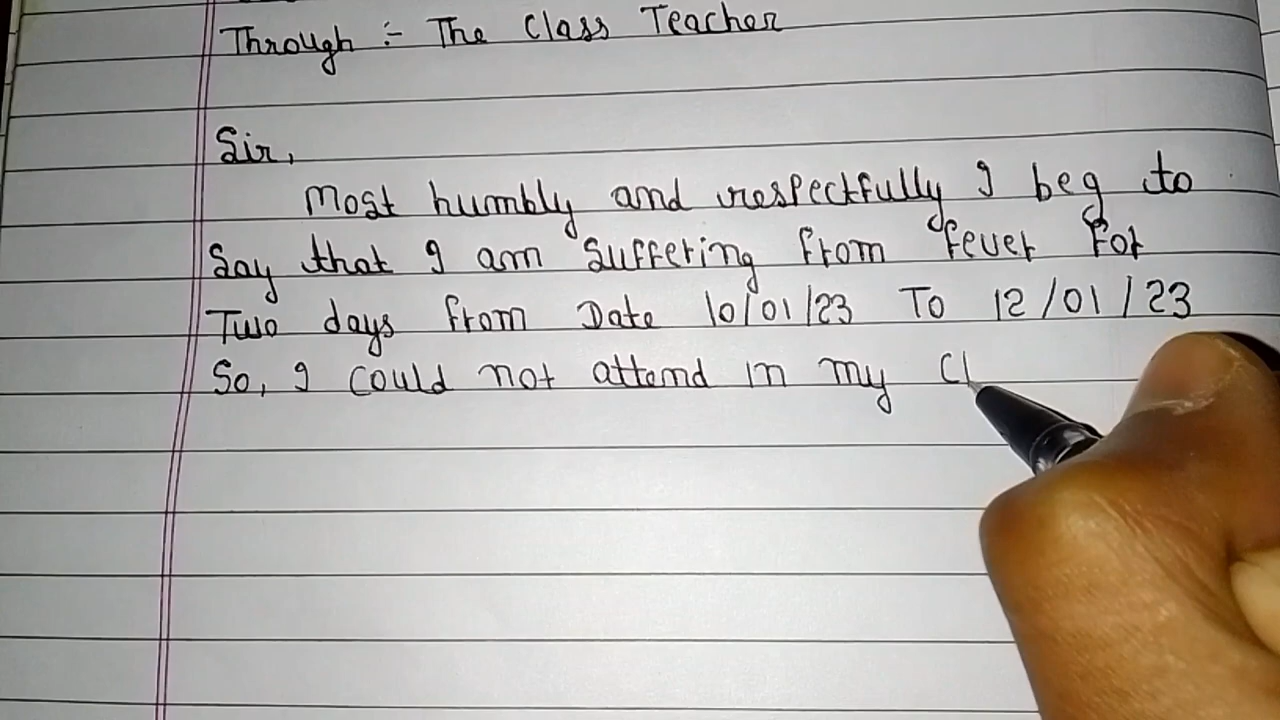 Through :- The Class Teacher
Sir,
Most humbly and respectfully I beg to
Say that I am Suffering from fever For
Two days from Date 10/01/23 To 12/01/23
So, I could not attend in my Cl